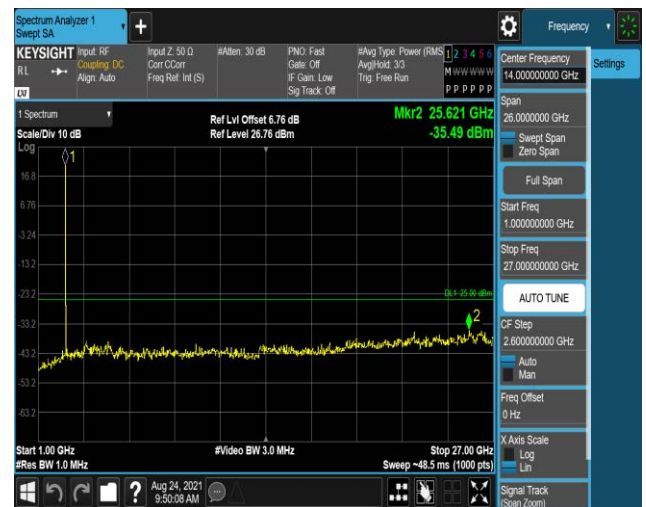 Spectrum Analyzer 1
Swept SA
+
Frequency
KEYSIGHT
RL
LXI
Input: RF
Coupling: DC
Align: Auto
Input Z: 50 Ω
Corr CCorr
Freq Ref: Int (S)
#Atten: 30 dB
PNO: Fast
Gate: Off
IF Gain: Low
Sig Track: Off
#Avg Type: Power (RMS
Avg|Hold: 3/3
Trig: Free Run
1 2 3 4 5 6
M W W W W W
P P P P P P
Center Frequency
14.000000000 GHz
Settings
Span
26.0000000 GHz
Swept Span
Zero Span
Full Span
Start Freq
1.000000000 GHz
Stop Freq
27.000000000 GHz
AUTO TUNE
CF Step
2.600000000 GHz
Auto
Man
Freq Offset
0 Hz
X Axis Scale
Log
Lin
Signal Track
(Span Zoom)
1 Spectrum
Scale/Div 10 dB
Log
Ref Lvl Offset 6.76 dB
Ref Level 26.76 dBm
Mkr2 25.621 GHz
-35.49 dBm
1
16.8
6.76
-3.24
-13.2
-23.2
DL1 -25.00 dBm
2
-33.2
-43.2
-53.2
-63.2
Start 1.00 GHz
#Res BW 1.0 MHz
#Video BW 3.0 MHz
Stop 27.00 GHz
Sweep ~48.5 ms (1000 pts)
?
Aug 24, 2021
9:50:08 AM